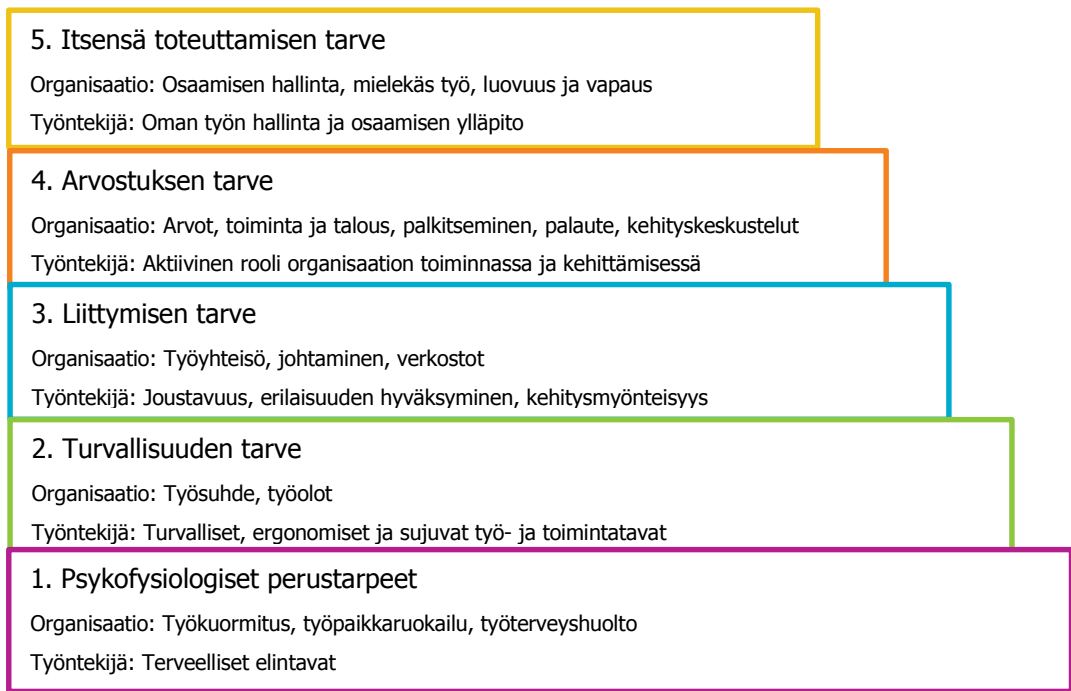 5. Itsensä toteuttamisen tarve
Organisaatio: Osaamisen hallinta, mielekäs työ, luovuus ja vapaus
Työntekijä: Oman työn hallinta ja osaamisen ylläpito
4. Arvostuksen tarve
Organisaatio: Arvot, toiminta ja talous, palkitseminen, palaute, kehityskeskustelut
Työntekijä: Aktiivinen rooli organisaation toiminnassa ja kehittämisessä
3. Liittymisen tarve
Organisaatio: Työyhteisö, johtaminen, verkostot
Työntekijä: Joustavuus, erilaisuuden hyväksyminen, kehitysmyönteisyys
2. Turvallisuuden tarve
Organisaatio: Työsuhde, työolot
Työntekijä: Turvalliset, ergonomiset ja sujuvat työ- ja toimintatavat
1. Psykofysiologiset perustarpeet
Organisaatio: Työkuormitus, työpaikkaruokailu, työterveyshuolto
Työntekijä: Terveelliset elintavat